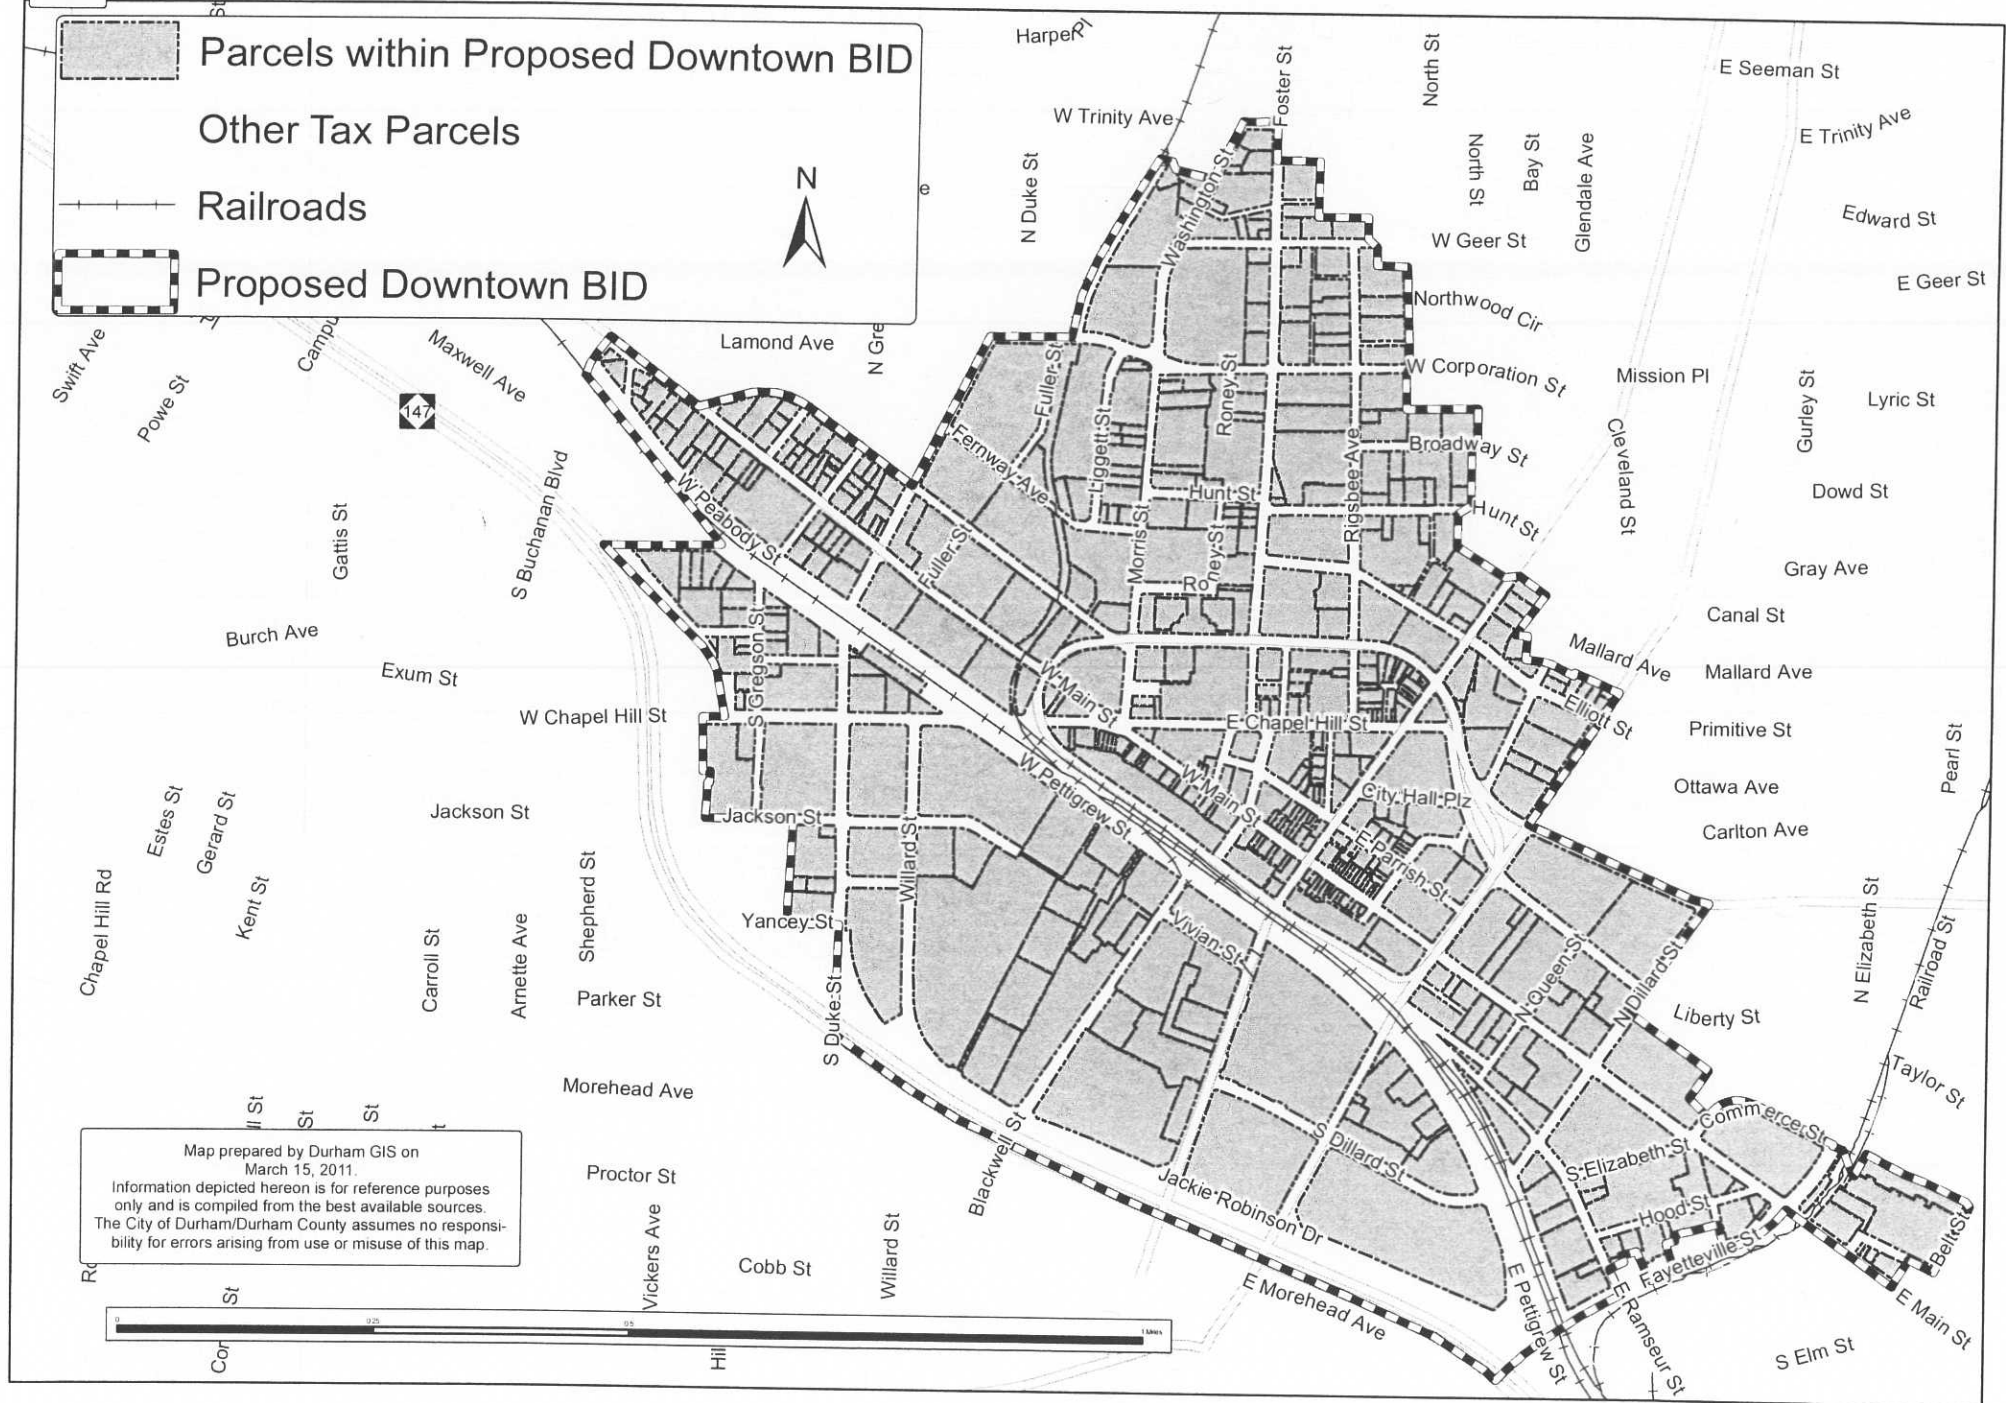 St
Parcels within Proposed Downtown BID
Other Tax Parcels
Railroads
Proposed Downtown BID
N
Harper Pl
Foster St
North St
E Seeman St
W Trinity Ave
E Trinity Ave
N Duke St
Washington St
North St
Bay St
Glendale Ave
Edward St
W Geer St
E Geer St
Northwood Cir
Swift Ave
Powe St
Maxwell Ave
Lamond Ave
Fuller St
Roney St
W Corporation St
Mission Pl
Gurley St
Lyric St
147
Fernway Ave
Liggett St
Rigsbee Ave
Broadway St
Cleveland St
Dowd St
S Buchanan Blvd
W Peabody St
Hunt St
Hunt St
Gattis St
Fuller St
Morris St
Roney St
Roney St
Gray Ave
Canal St
Burch Ave
Exum St
S Gregson St
Mallard Ave
Mallard Ave
W Chapel Hill St
W Main St
E Chapel Hill St
Elliott St
Primitive St
Pearl St
W Pettigrew St
W Main St
City Hall Plz
Ottawa Ave
Estes St
Gerard St
Jackson St
Jackson St
Willard St
E Parrish St
Carlton Ave
Chapel Hill Rd
Kent St
Carroll St
Arnette Ave
Shepherd St
Yancey St
Vivian St
N Queen St
N Dillard St
N Elizabeth St
Railroad St
Parker St
S Duke St
Liberty St
Morehead Ave
Taylor St
St
St
Commerce St
Map prepared by Durham GIS on
March 15, 2011.
Information depicted hereon is for reference purposes
only and is compiled from the best available sources.
The City of Durham/Durham County assumes no responsi-
bility for errors arising from use or misuse of this map.
Proctor St
Blackwell St
S Dillard St
S Elizabeth St
Jackie Robinson Dr
Hood St
Fayetteville St
Belt St
Vickers Ave
Cobb St
Willard St
E Morehead Ave
E Pettigrew St
E Ramseur St
E Main St
S Elm St
St
0
0.25
0.5
1 Miles